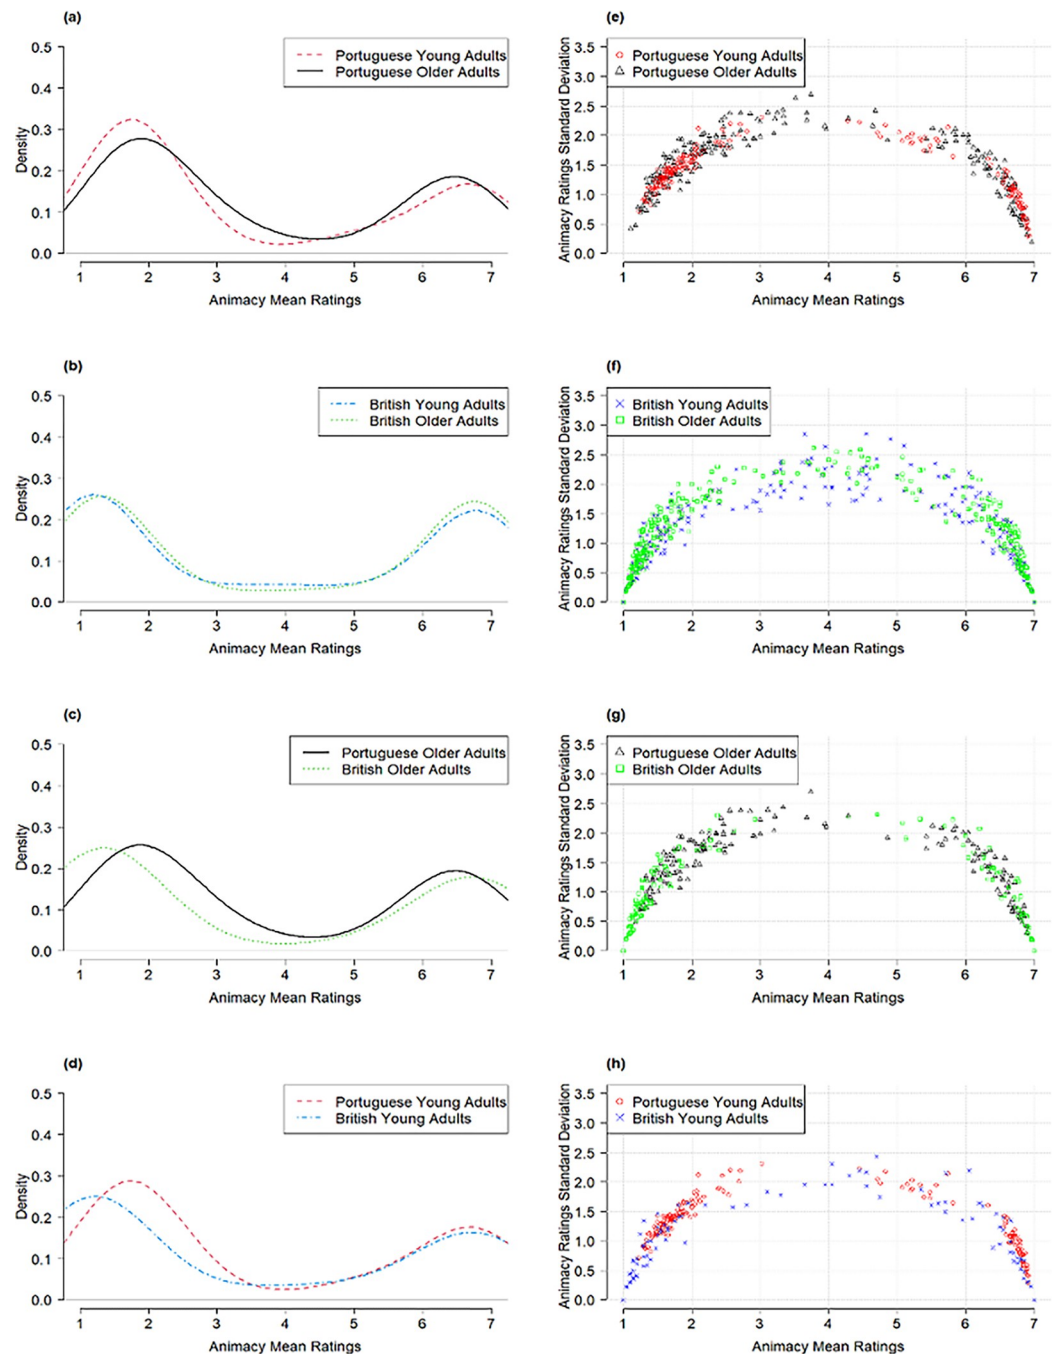 (a)
0.5
0.4
0.3
0.2
0.1
0.0
Density
Portuguese Young Adults
Portuguese Older Adults
1 2 3 4 5 6 7
Animacy Mean Ratings
(e)
3.5
3.0
2.5
2.0
1.5
1.0
0.5
0.0
Animacy Ratings Standard Deviation
Portuguese Young Adults
Portuguese Older Adults
1 2 3 4 5 6 7
Animacy Mean Ratings
(b)
0.5
0.4
0.3
0.2
0.1
0.0
Density
British Young Adults
British Older Adults
1 2 3 4 5 6 7
Animacy Mean Ratings
(f)
3.5
3.0
2.5
2.0
1.5
1.0
0.5
0.0
Animacy Ratings Standard Deviation
British Young Adults
British Older Adults
1 2 3 4 5 6 7
Animacy Mean Ratings
(c)
0.5
0.4
0.3
0.2
0.1
0.0
Density
Portuguese Older Adults
British Older Adults
1 2 3 4 5 6 7
Animacy Mean Ratings
(g)
3.5
3.0
2.5
2.0
1.5
1.0
0.5
0.0
Animacy Ratings Standard Deviation
Portuguese Older Adults
British Older Adults
1 2 3 4 5 6 7
Animacy Mean Ratings
(d)
0.5
0.4
0.3
0.2
0.1
0.0
Density
Portuguese Young Adults
British Young Adults
1 2 3 4 5 6 7
Animacy Mean Ratings
(h)
3.5
3.0
2.5
2.0
1.5
1.0
0.5
0.0
Animacy Ratings Standard Deviation
Portuguese Young Adults
British Young Adults
1 2 3 4 5 6 7
Animacy Mean Ratings